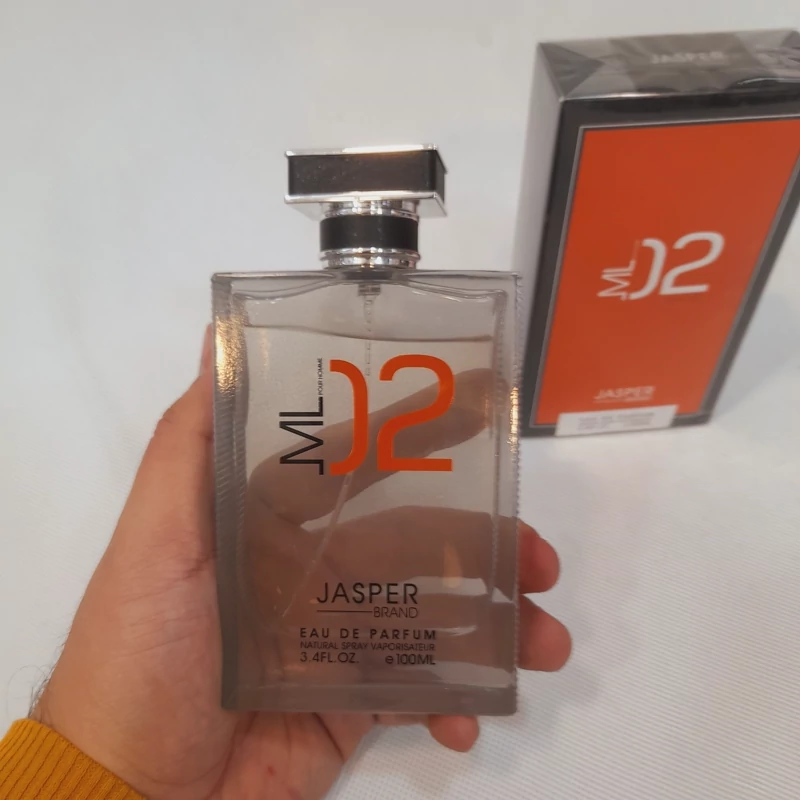 ML
POUR HOMME
02
JASPER
BRAND
EAU DE PARFUM
NATURAL SPRAY VAPORISATEUR
3.4FL.OZ. e100ML
JASPER
ML
02
JASPER